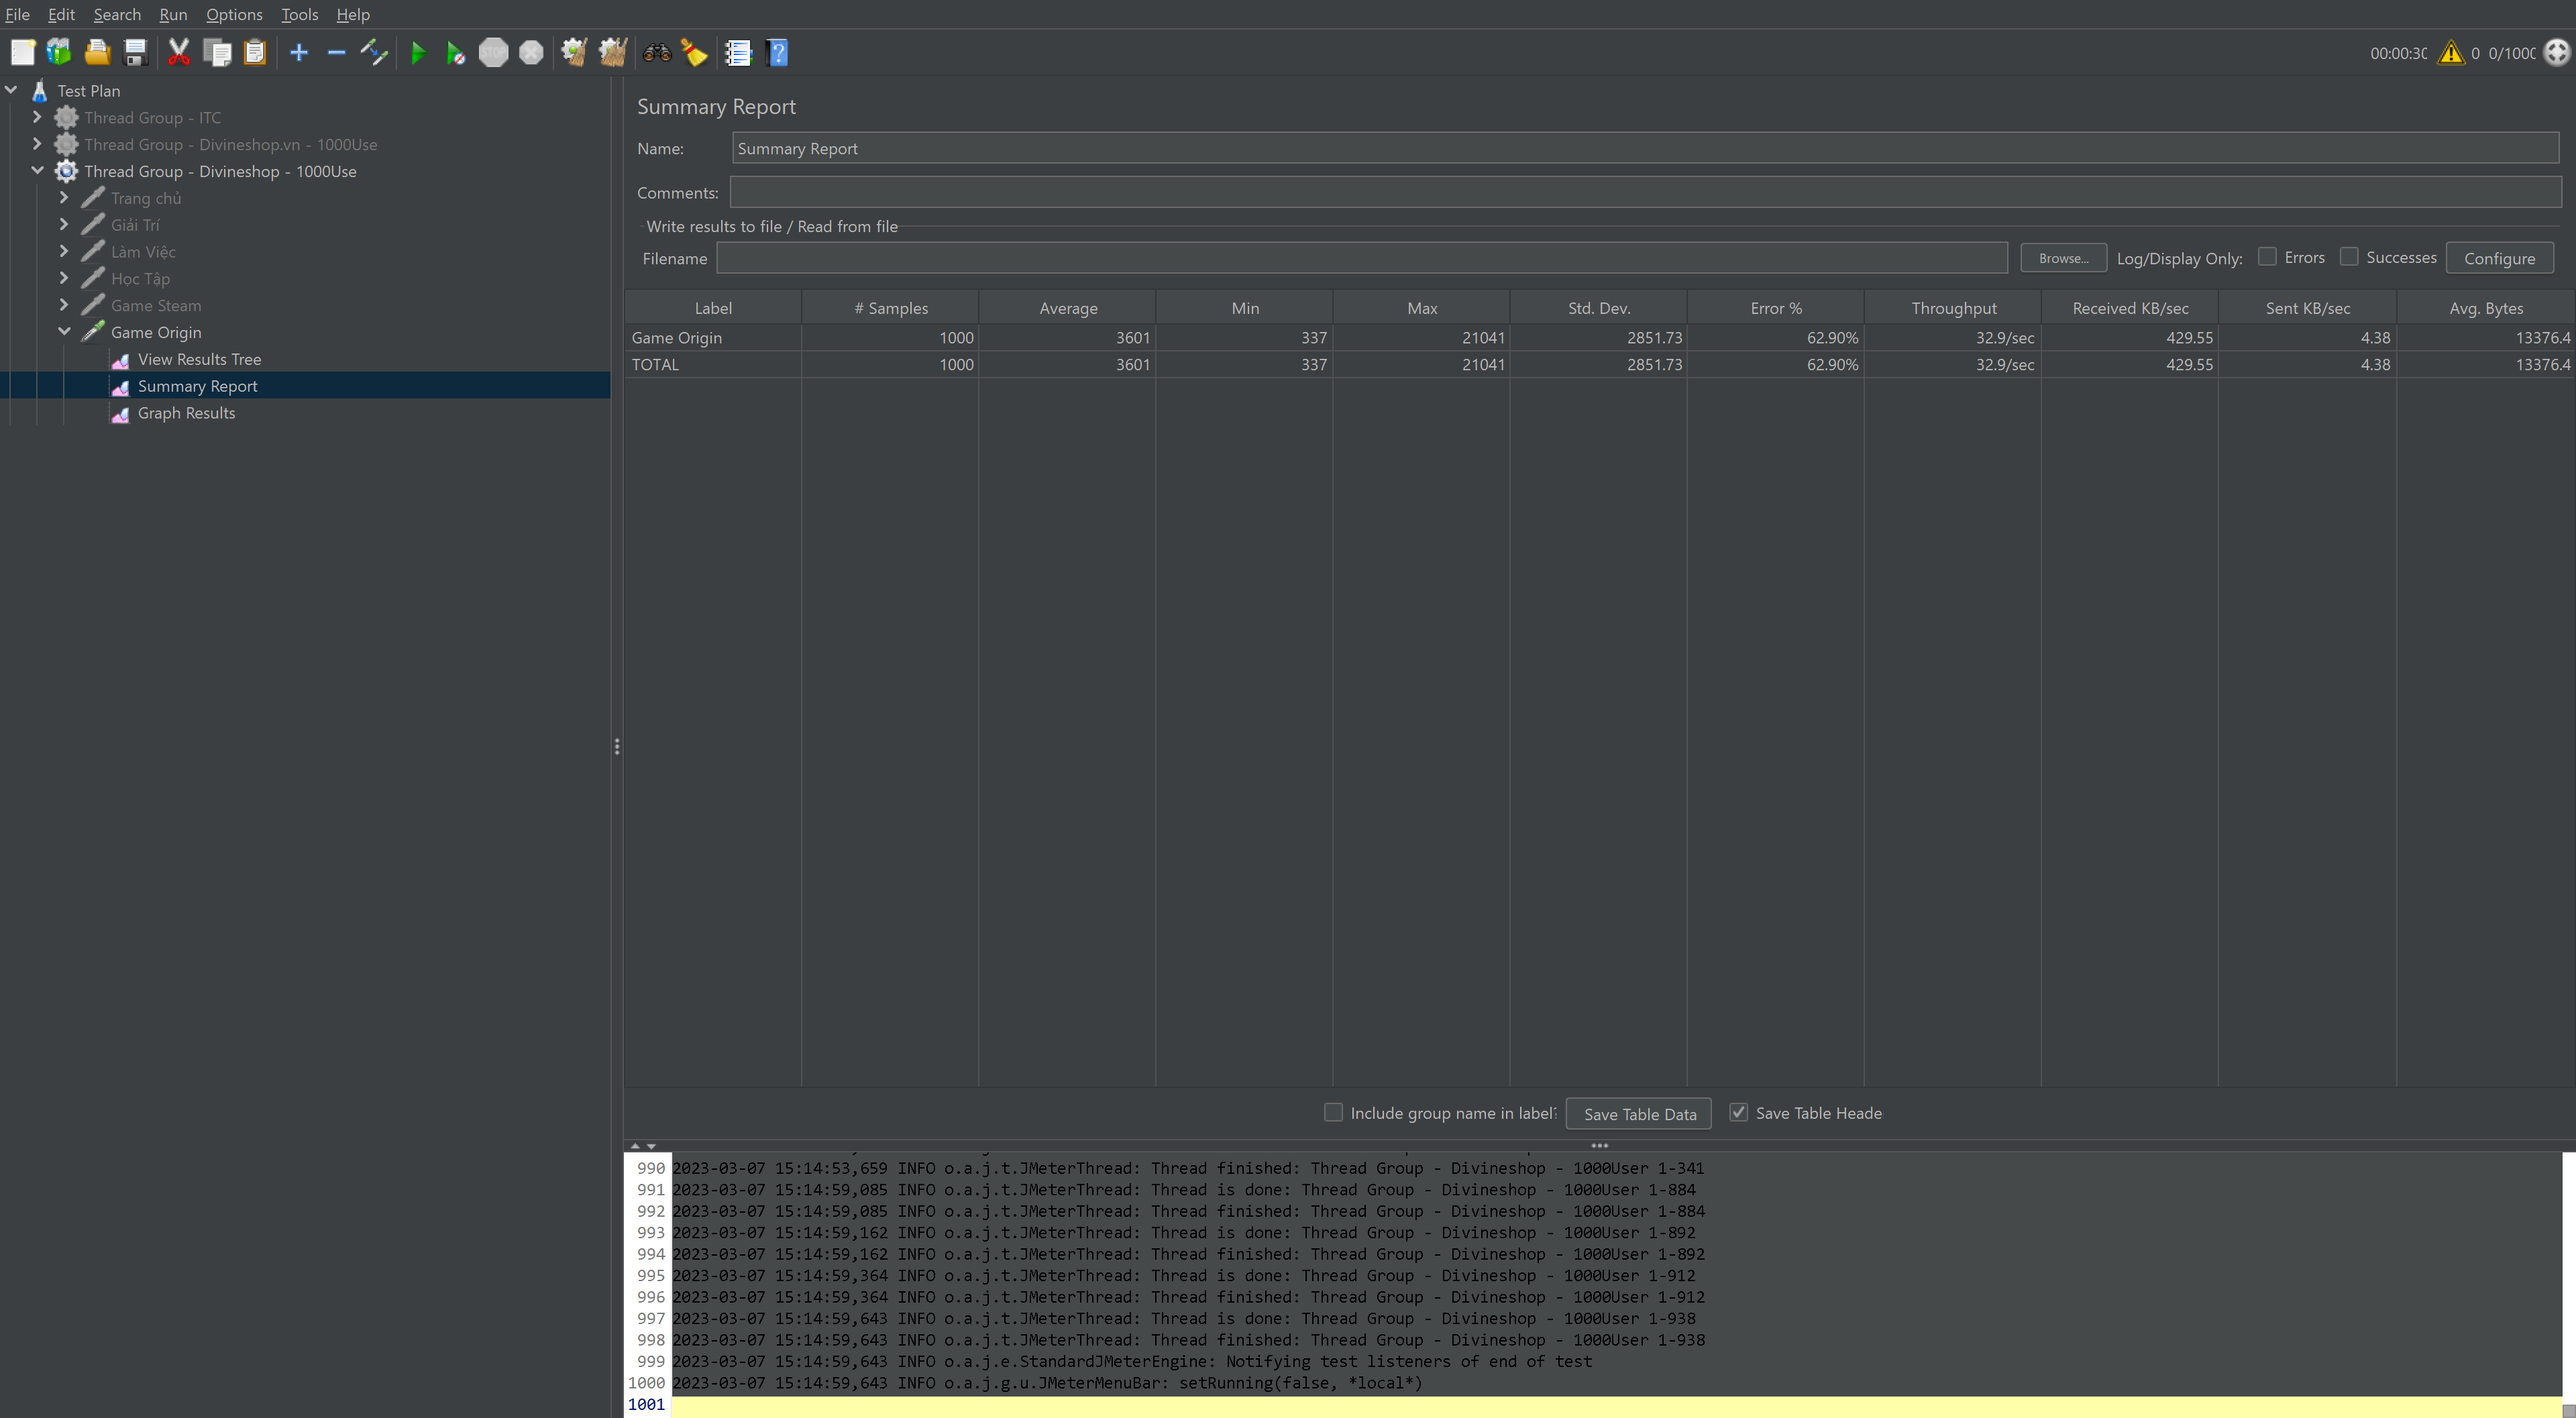 File Edit Search Run Options Tools Help
00:00:30 0 0/1000
Test Plan
Thread Group - ITC
Thread Group - Divineshop.vn - 1000Use
Thread Group - Divineshop - 1000Use
Trang chủ
Giải Trí
Làm Việc
Học Tập
Game Steam
Game Origin
View Results Tree
Summary Report
Graph Results
Summary Report
Name: Summary Report
Comments:
Write results to file / Read from file
Filename Browse... Log/Display Only: Errors Successes Configure
Label # Samples Average Min Max Std. Dev. Error % Throughput Received KB/sec Sent KB/sec Avg. Bytes
Game Origin 1000 3601 337 21041 2851.73 62.90% 32.9/sec 429.55 4.38 13376.4
TOTAL 1000 3601 337 21041 2851.73 62.90% 32.9/sec 429.55 4.38 13376.4
Include group name in label? Save Table Data Save Table Heade
990 2023-03-07 15:14:53,659 INFO o.a.j.t.JMeterThread: Thread finished: Thread Group - Divineshop - 1000User 1-341
991 2023-03-07 15:14:59,085 INFO o.a.j.t.JMeterThread: Thread is done: Thread Group - Divineshop - 1000User 1-884
992 2023-03-07 15:14:59,085 INFO o.a.j.t.JMeterThread: Thread finished: Thread Group - Divineshop - 1000User 1-884
993 2023-03-07 15:14:59,162 INFO o.a.j.t.JMeterThread: Thread is done: Thread Group - Divineshop - 1000User 1-892
994 2023-03-07 15:14:59,162 INFO o.a.j.t.JMeterThread: Thread finished: Thread Group - Divineshop - 1000User 1-892
995 2023-03-07 15:14:59,364 INFO o.a.j.t.JMeterThread: Thread is done: Thread Group - Divineshop - 1000User 1-912
996 2023-03-07 15:14:59,364 INFO o.a.j.t.JMeterThread: Thread finished: Thread Group - Divineshop - 1000User 1-912
997 2023-03-07 15:14:59,643 INFO o.a.j.t.JMeterThread: Thread is done: Thread Group - Divineshop - 1000User 1-938
998 2023-03-07 15:14:59,643 INFO o.a.j.t.JMeterThread: Thread finished: Thread Group - Divineshop - 1000User 1-938
999 2023-03-07 15:14:59,643 INFO o.a.j.e.StandardJMeterEngine: Notifying test listeners of end of test
1000 2023-03-07 15:14:59,643 INFO o.a.j.g.u.JMeterMenuBar: setRunning(false, *local*)
1001